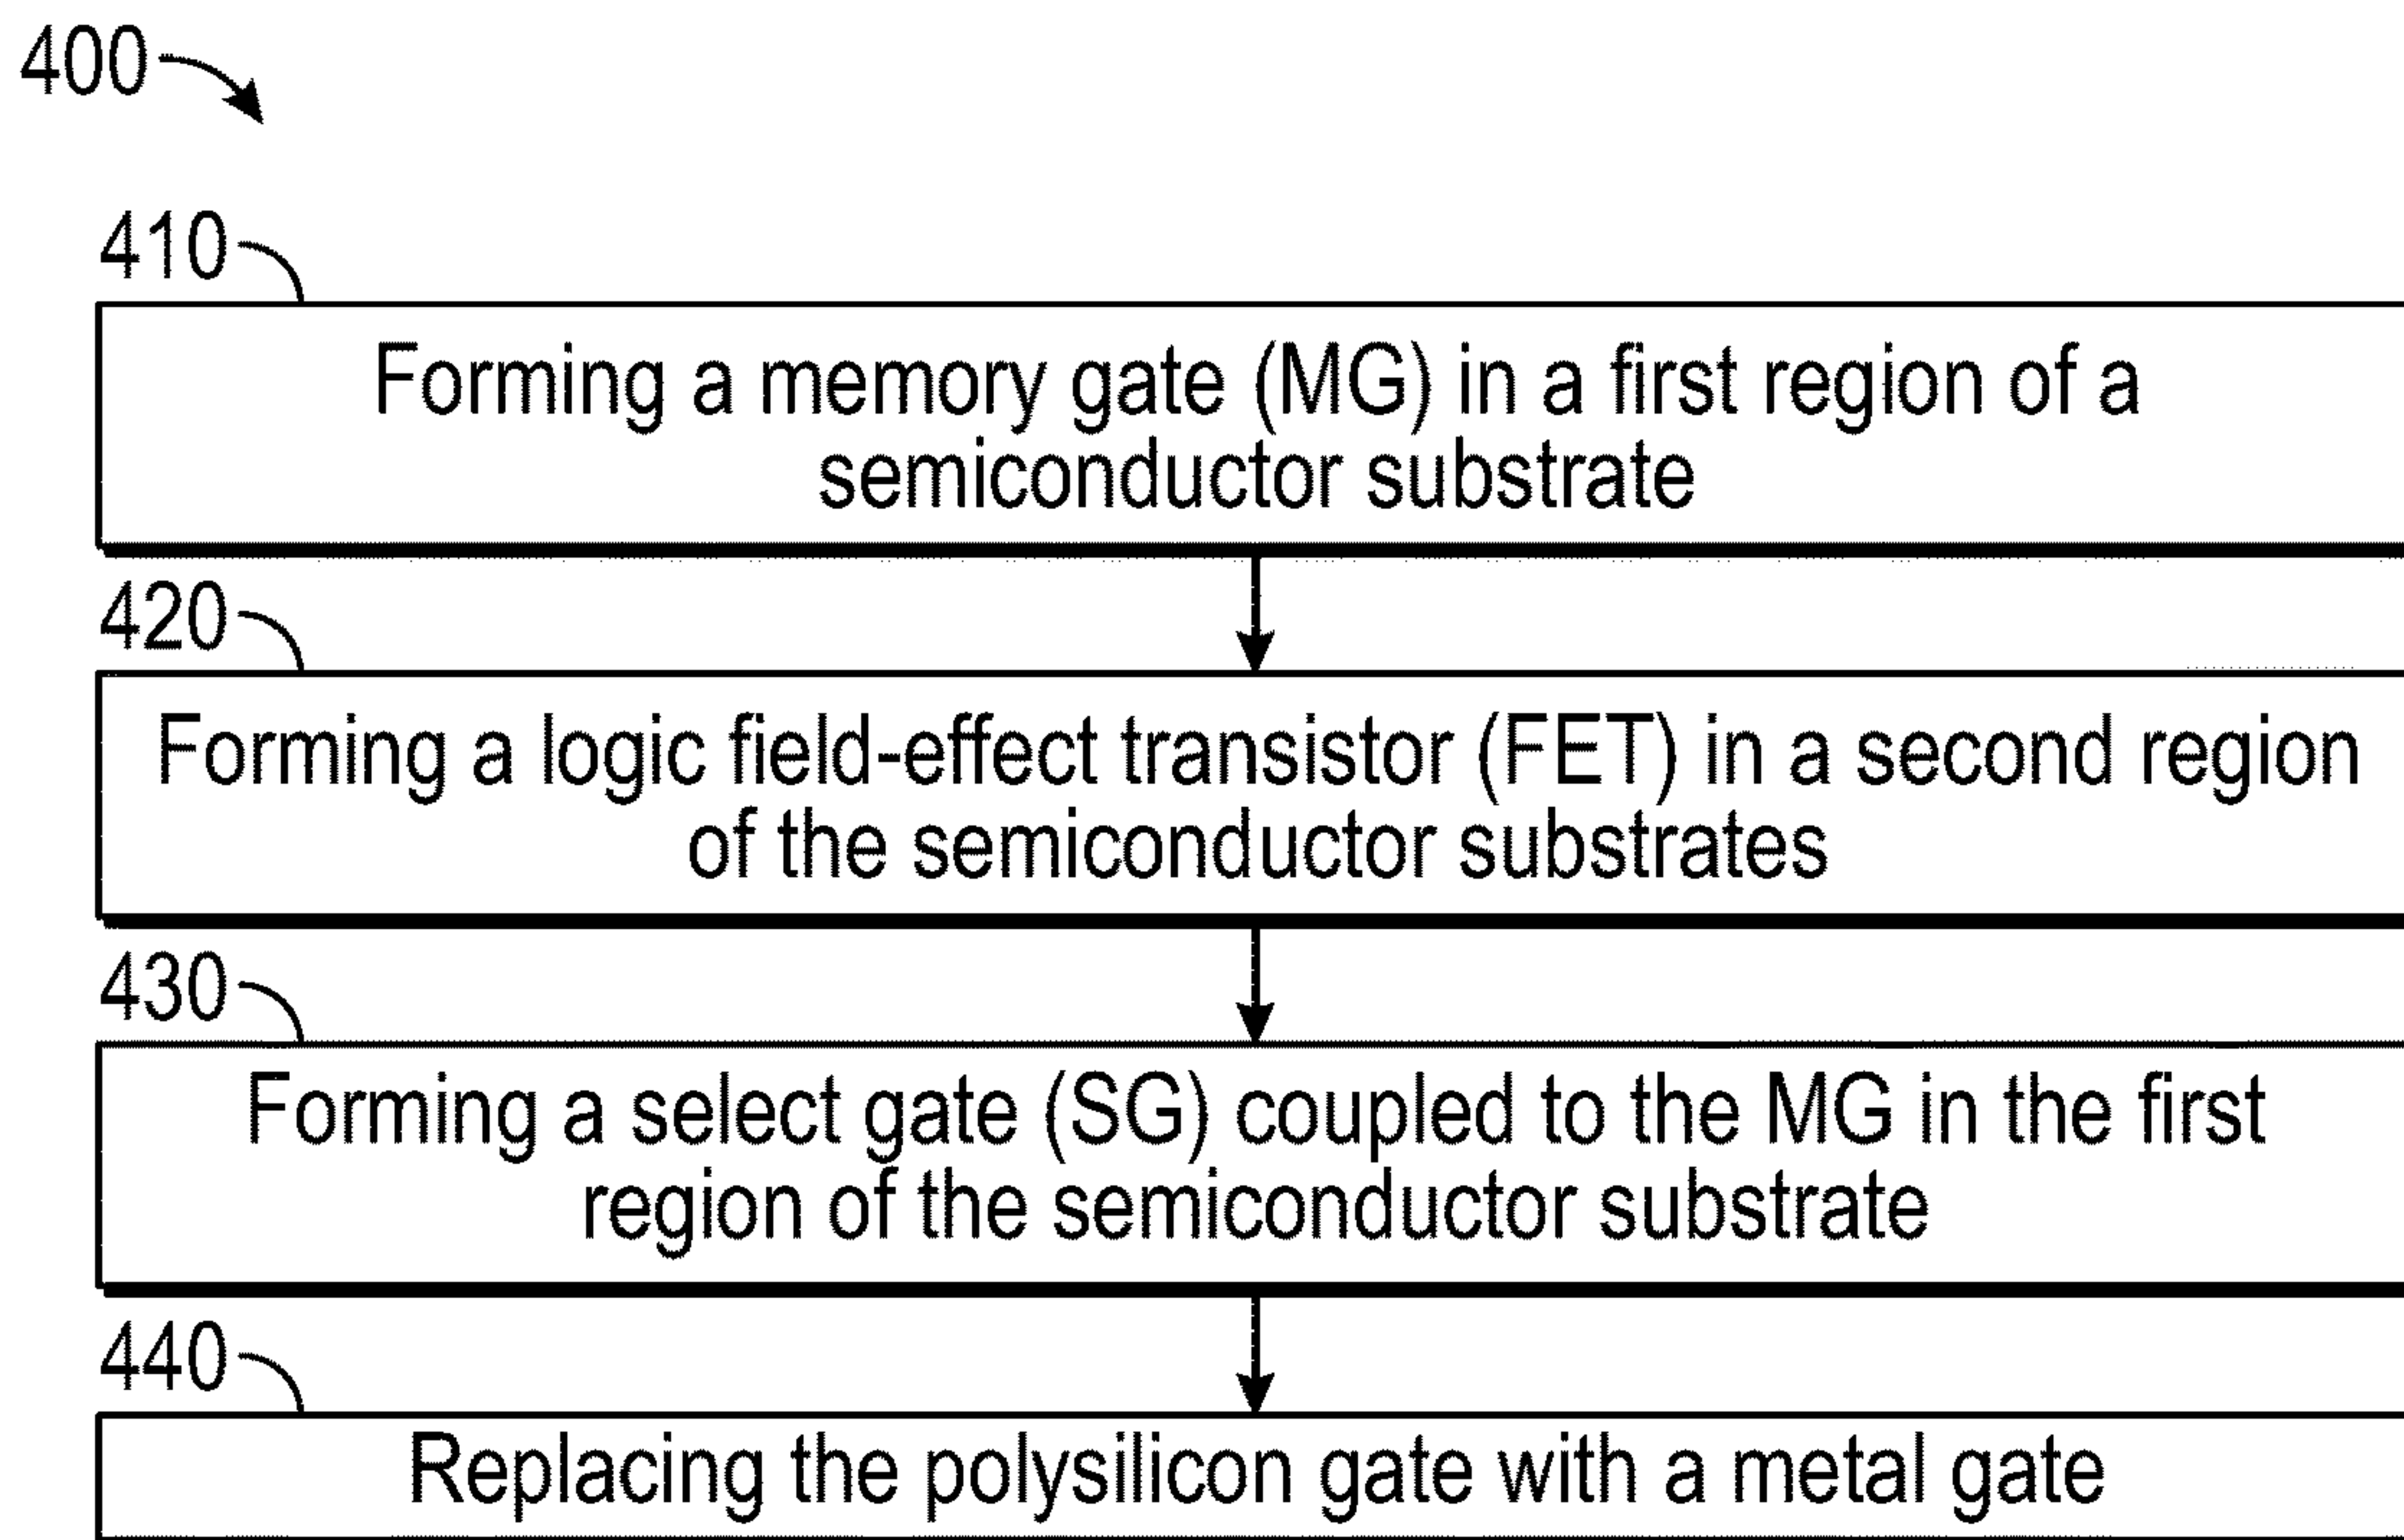 400
410
Forming a memory gate (MG) in a first region of a
semiconductor substrate
420
Forming a logic field-effect transistor (FET) in a second region
of the semiconductor substrates
430
Forming a select gate (SG) coupled to the MG in the first
region of the semiconductor substrate
440
Replacing the polysilicon gate with a metal gate